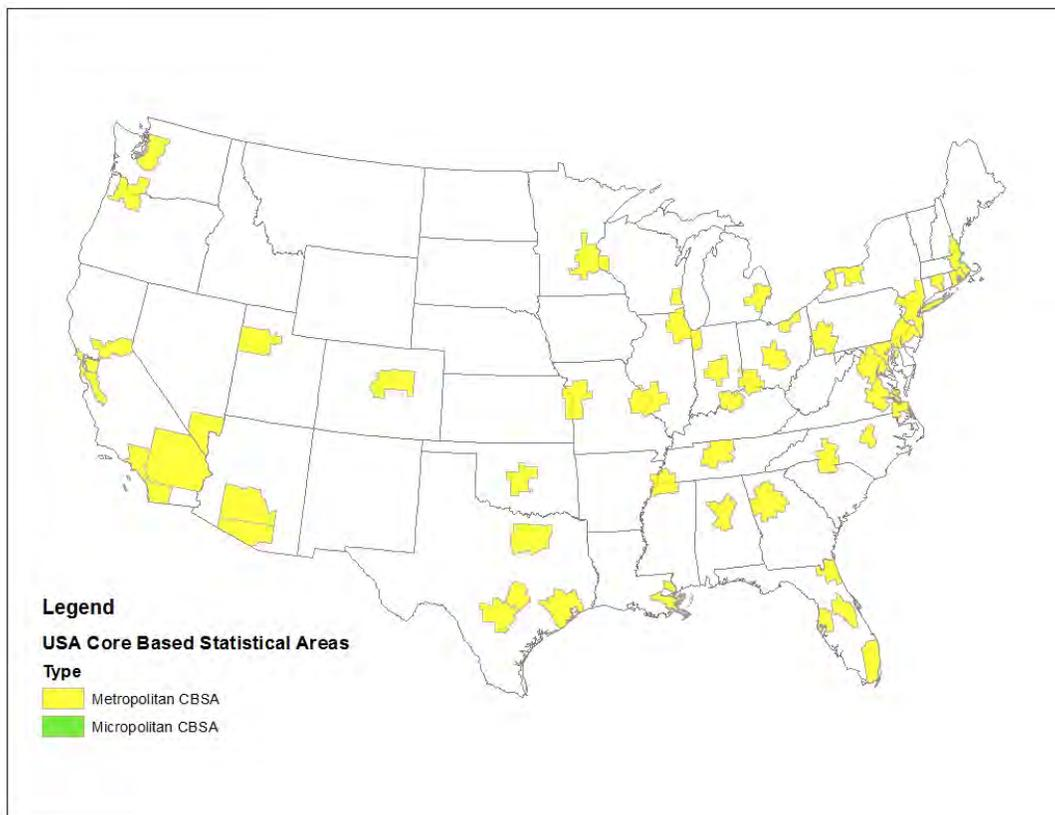 Legend
USA Core Based Statistical Areas
Type
Metropolitan CBSA
Micropolitan CBSA